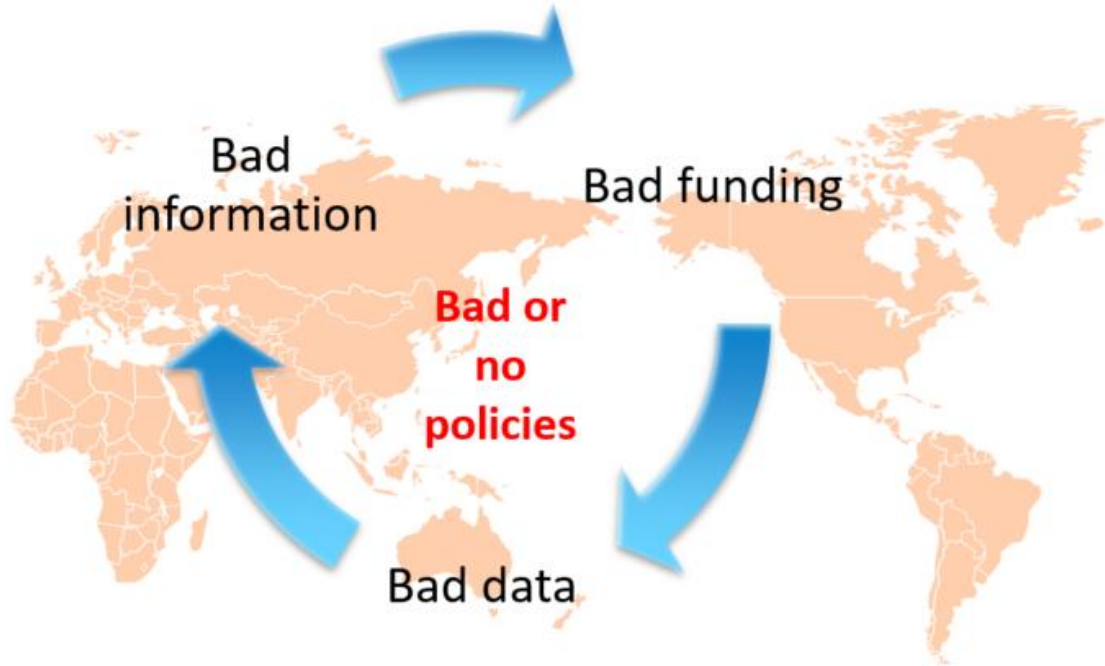 Bad
information
Bad funding
Bad or
no
policies
Bad data